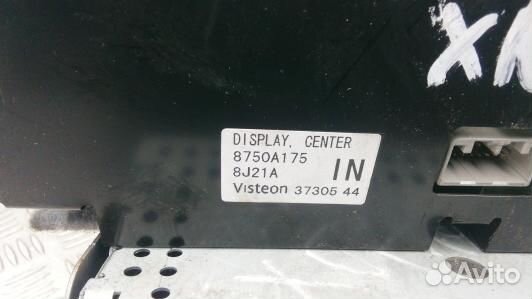 DISPLAY, CENTER
8750A175
8J21A
IN
Visteon 37305 44
Avito